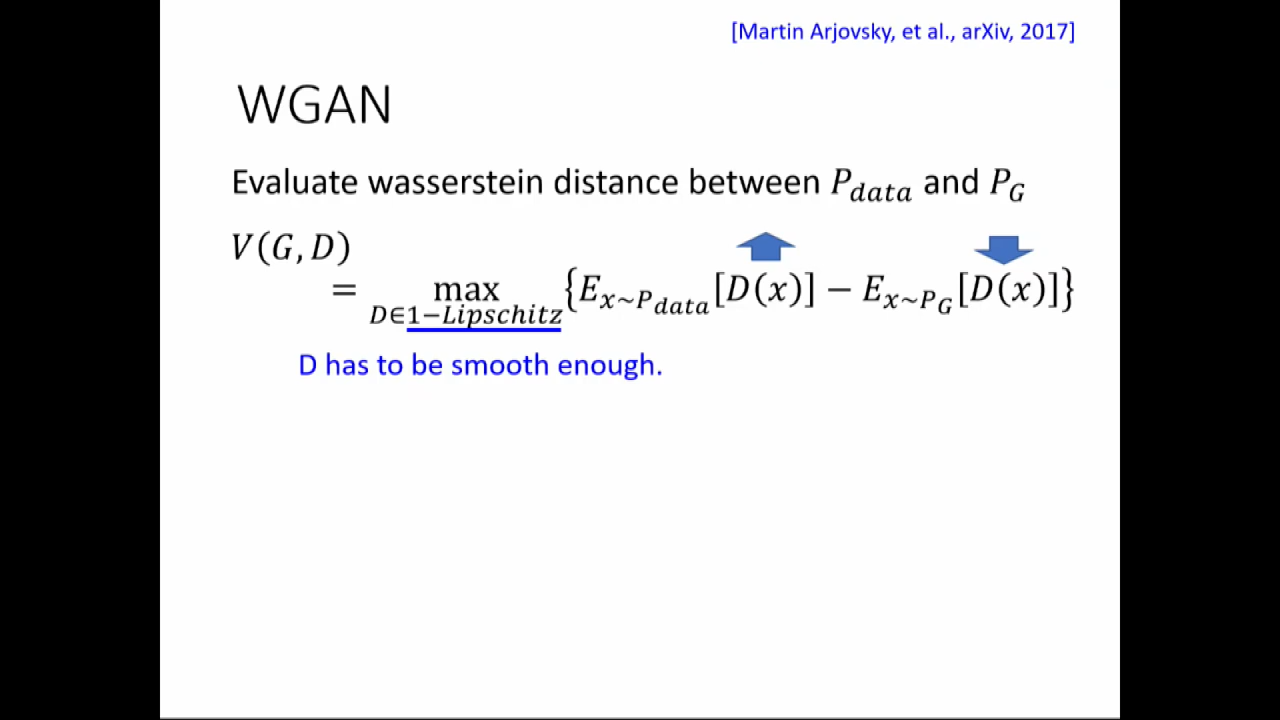 [Martin Arjovsky, et al., arXiv, 2017]
WGAN
Evaluate wasserstein distance between P_data and P_G
V(G, D)
= max_{D∈1−Lipschitz} {E_{x~P_data}[D(x)] − E_{x~P_G}[D(x)]}
D has to be smooth enough.